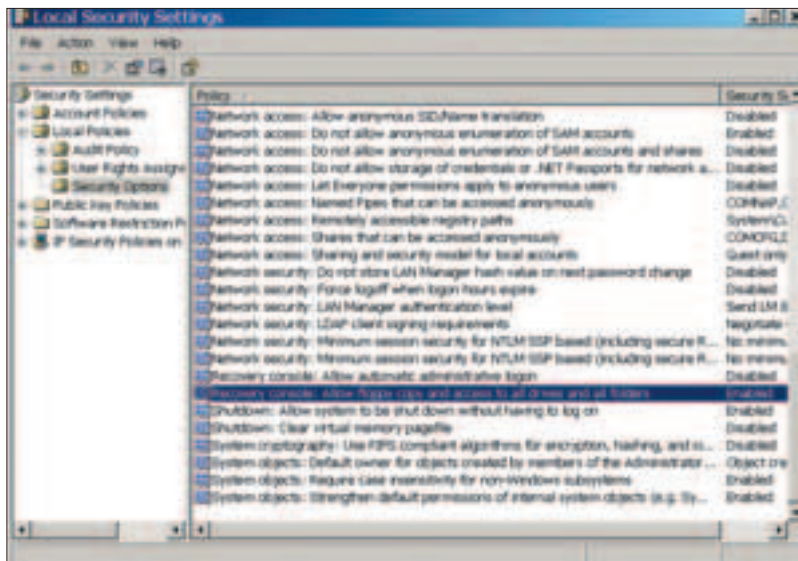 Local Security Settings
File Action View Help
Security Settings
Account Policies
Local Policies
Audit Policy
User Rights Assign
Security Options
Public Key Policies
Software Restriction P
IP Security Policies on
Policy
Security S
Network access: Allow anonymous SID/Name translation Disabled
Network access: Do not allow anonymous enumeration of SAM accounts Enabled
Network access: Do not allow anonymous enumeration of SAM accounts and shares Disabled
Network access: Do not allow storage of credentials or .NET Passports for network a... Disabled
Network access: Let Everyone permissions apply to anonymous users Disabled
Network access: Named Pipes that can be accessed anonymously COMNAP,C
Network access: Remotely accessible registry paths System\C
Network access: Shares that can be accessed anonymously COMCFG,D
Network access: Sharing and security model for local accounts Guest only
Network security: Do not store LAN Manager hash value on next password change Disabled
Network security: Force logoff when logon hours expire Disabled
Network security: LAN Manager authentication level Send LM &
Network security: LDAP client signing requirements Negotiate
Network security: Minimum session security for NTLM SSP based (including secure R... No minimu
Network security: Minimum session security for NTLM SSP based (including secure R... No minimu
Recovery console: Allow automatic administrative logon Disabled
Recovery console: Allow floppy copy and access to all drives and all folders Enabled
Shutdown: Allow system to be shut down without having to log on Enabled
Shutdown: Clear virtual memory pagefile Disabled
System cryptography: Use FIPS compliant algorithms for encryption, hashing, and si... Disabled
System objects: Default owner for objects created by members of the Administrator ... Object cre
System objects: Require case insensitivity for non-Windows subsystems Enabled
System objects: Strengthen default permissions of internal system objects (e.g. Sy... Enabled